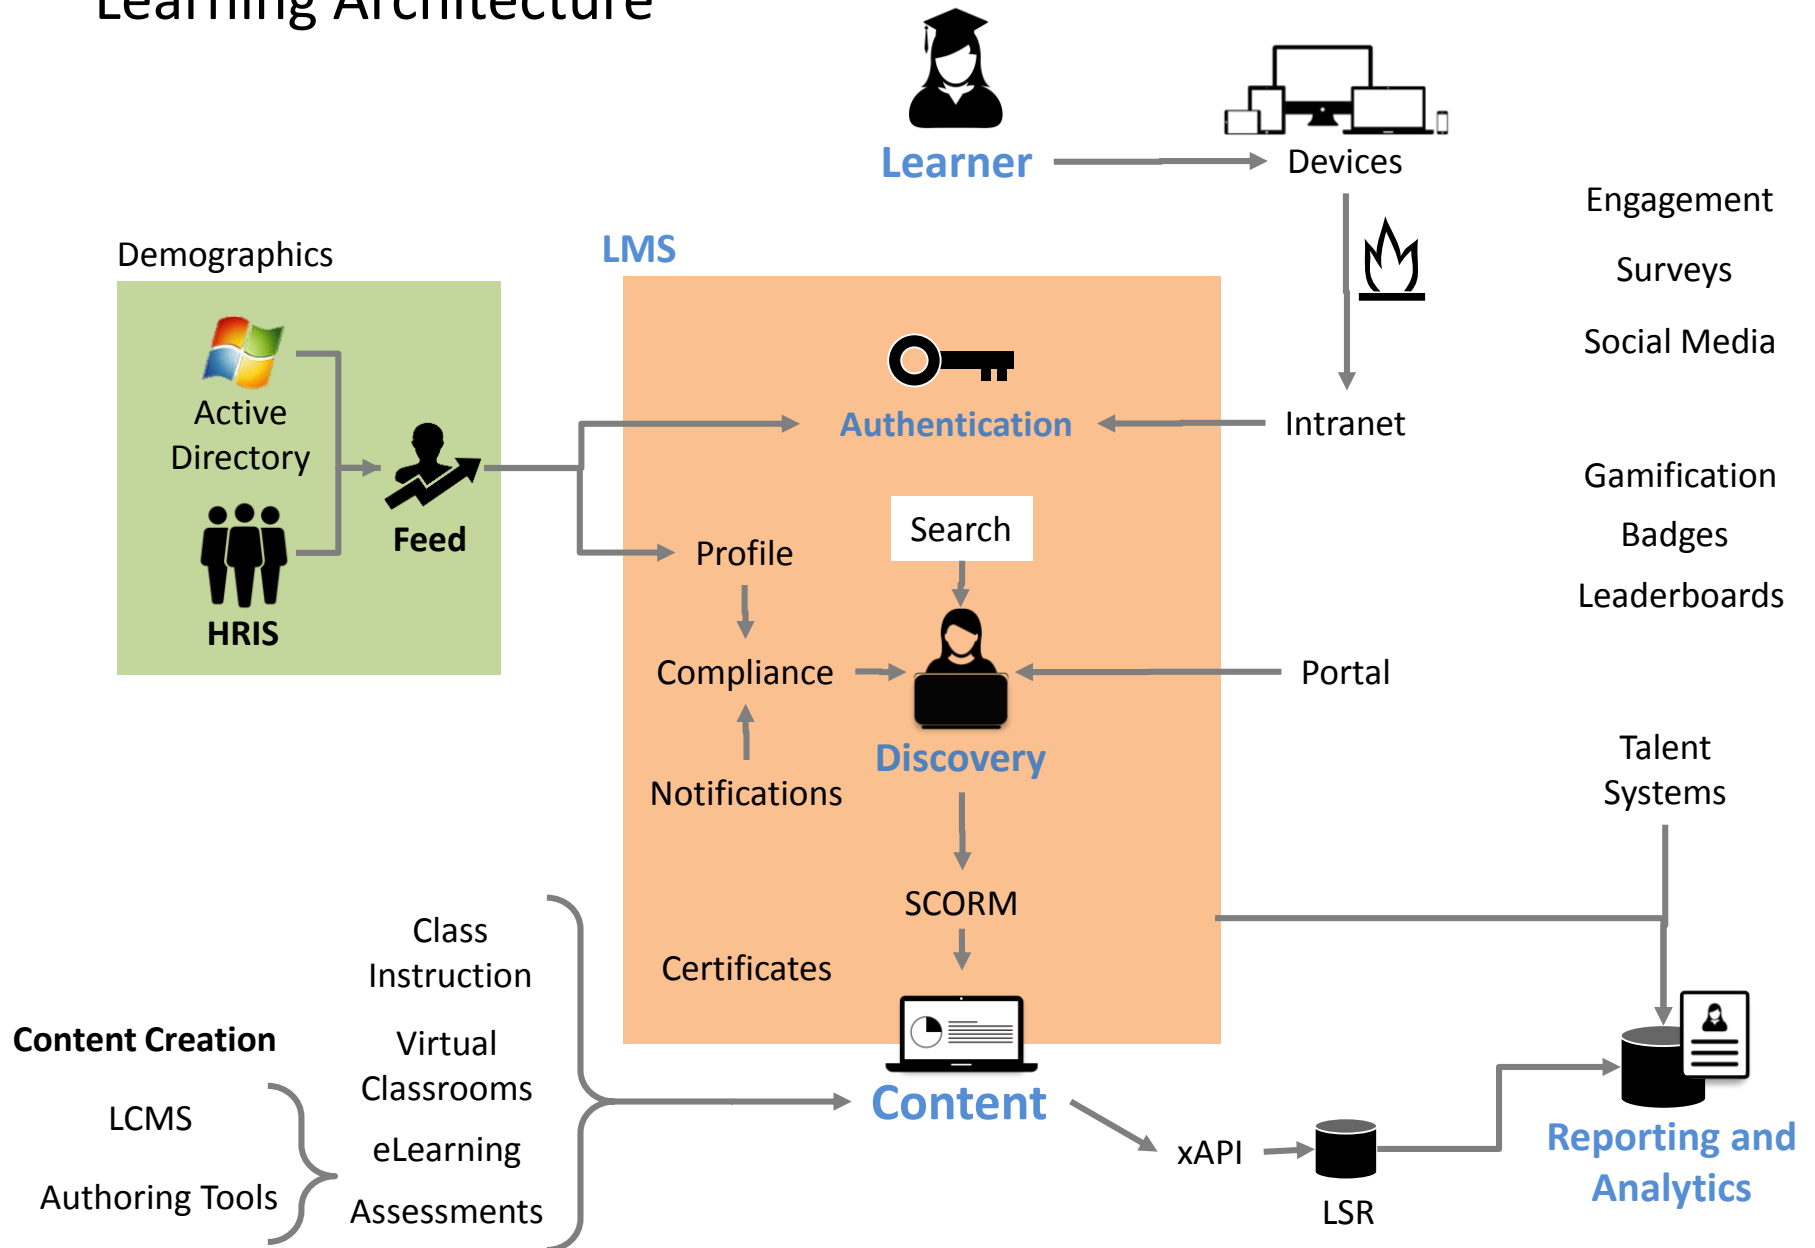 Learning Architecture
Learner
Devices
Engagement
Surveys
Social Media
Demographics
LMS
Active
Directory
HRIS
Feed
Authentication
Intranet
Gamification
Badges
Leaderboards
Search
Profile
Compliance
Notifications
Discovery
Portal
Talent
Systems
SCORM
Certificates
Class
Instruction
Virtual
Classrooms
eLearning
Assessments
Content Creation
LCMS
Authoring Tools
Content
xAPI
LSR
Reporting and
Analytics